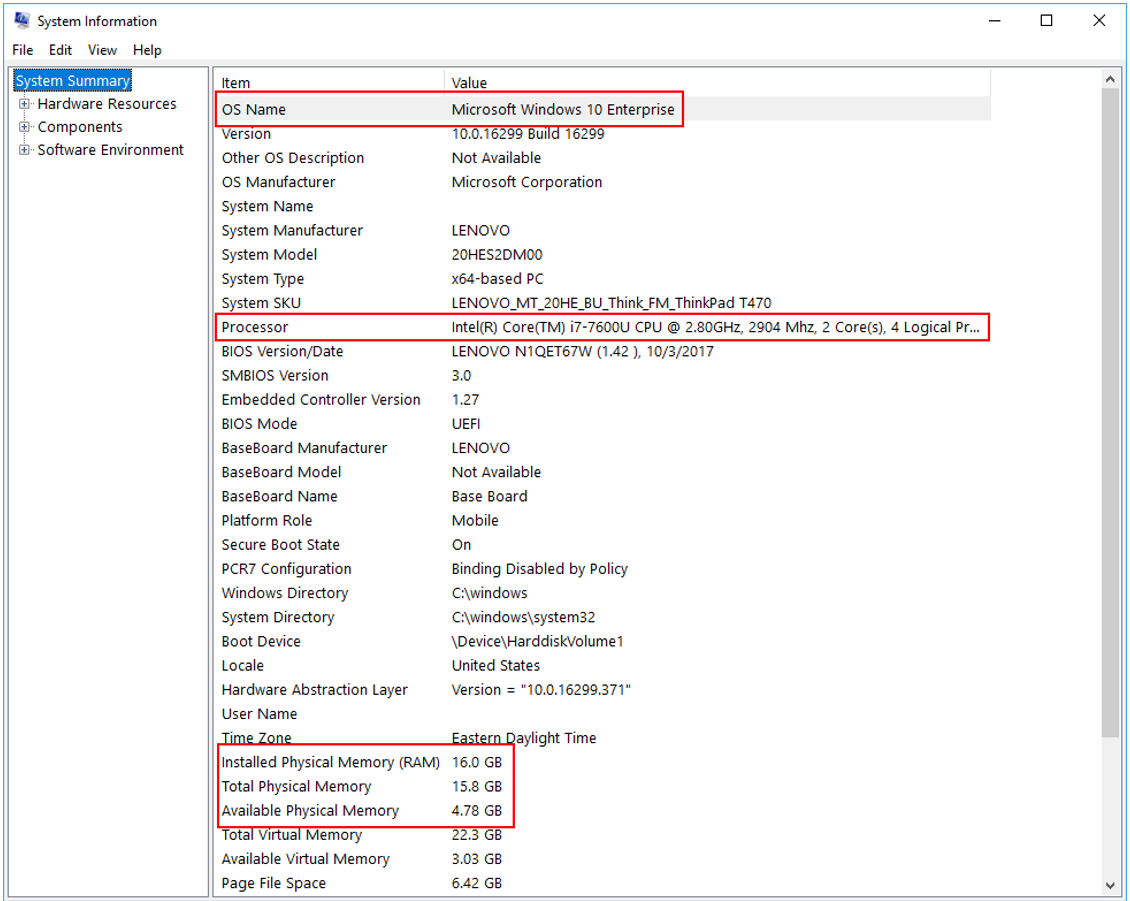 System Information
File Edit View Help
System Summary
Hardware Resources
Components
Software Environment
Item Value
OS Name Microsoft Windows 10 Enterprise
Version 10.0.16299 Build 16299
Other OS Description Not Available
OS Manufacturer Microsoft Corporation
System Name
System Manufacturer LENOVO
System Model 20HES2DM00
System Type x64-based PC
System SKU LENOVO_MT_20HE_BU_Think_FM_ThinkPad T470
Processor Intel(R) Core(TM) i7-7600U CPU @ 2.80GHz, 2904 Mhz, 2 Core(s), 4 Logical Pr...
BIOS Version/Date LENOVO N1QET67W (1.42 ), 10/3/2017
SMBIOS Version 3.0
Embedded Controller Version 1.27
BIOS Mode UEFI
BaseBoard Manufacturer LENOVO
BaseBoard Model Not Available
BaseBoard Name Base Board
Platform Role Mobile
Secure Boot State On
PCR7 Configuration Binding Disabled by Policy
Windows Directory C:\windows
System Directory C:\windows\system32
Boot Device \Device\HarddiskVolume1
Locale United States
Hardware Abstraction Layer Version = "10.0.16299.371"
User Name
Time Zone Eastern Daylight Time
Installed Physical Memory (RAM) 16.0 GB
Total Physical Memory 15.8 GB
Available Physical Memory 4.78 GB
Total Virtual Memory 22.3 GB
Available Virtual Memory 3.03 GB
Page File Space 6.42 GB